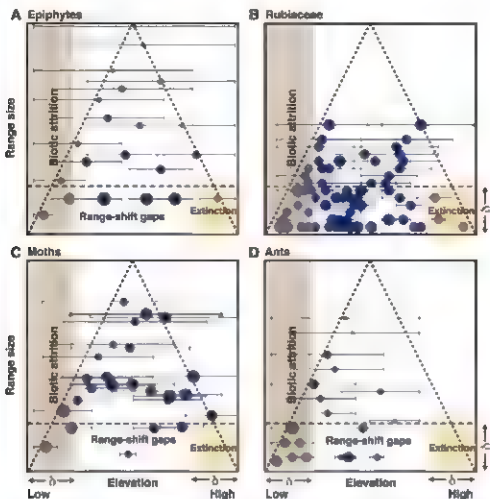 A Epiphytes
Range size
Biotic attrition
Range-shift gaps
Extinction
B Rubiaceae
Biotic attrition
Extinction
δ
C Moths
Range size
Biotic attrition
Range-shift gaps
Extinction
D Ants
Biotic attrition
Range-shift gaps
Extinction
δ
δ Elevation δ
Low High
δ δ
Low High